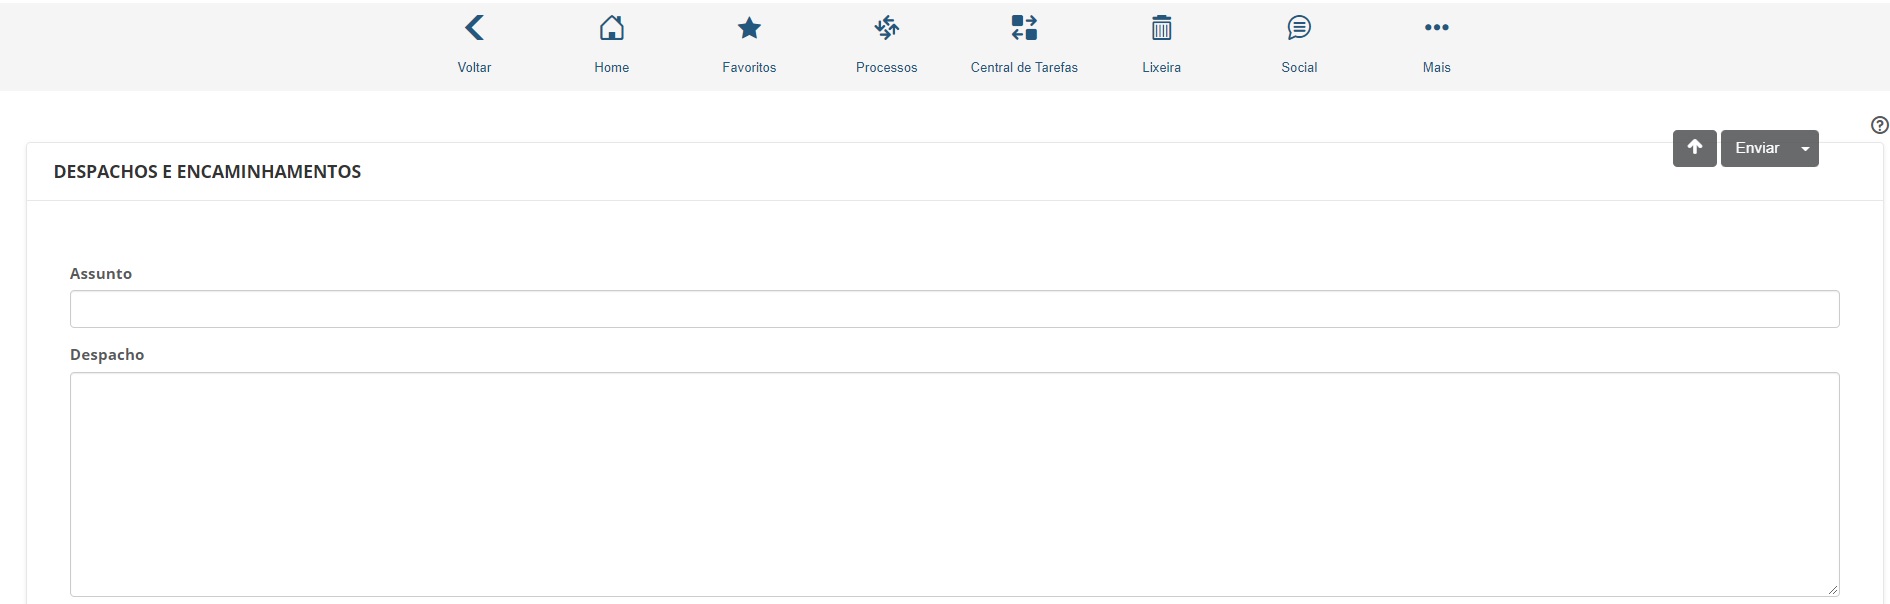 Voltar Home Favoritos Processos Central de Tarefas Lixeira Social Mais
Enviar
DESPACHOS E ENCAMINHAMENTOS
Assunto
Despacho